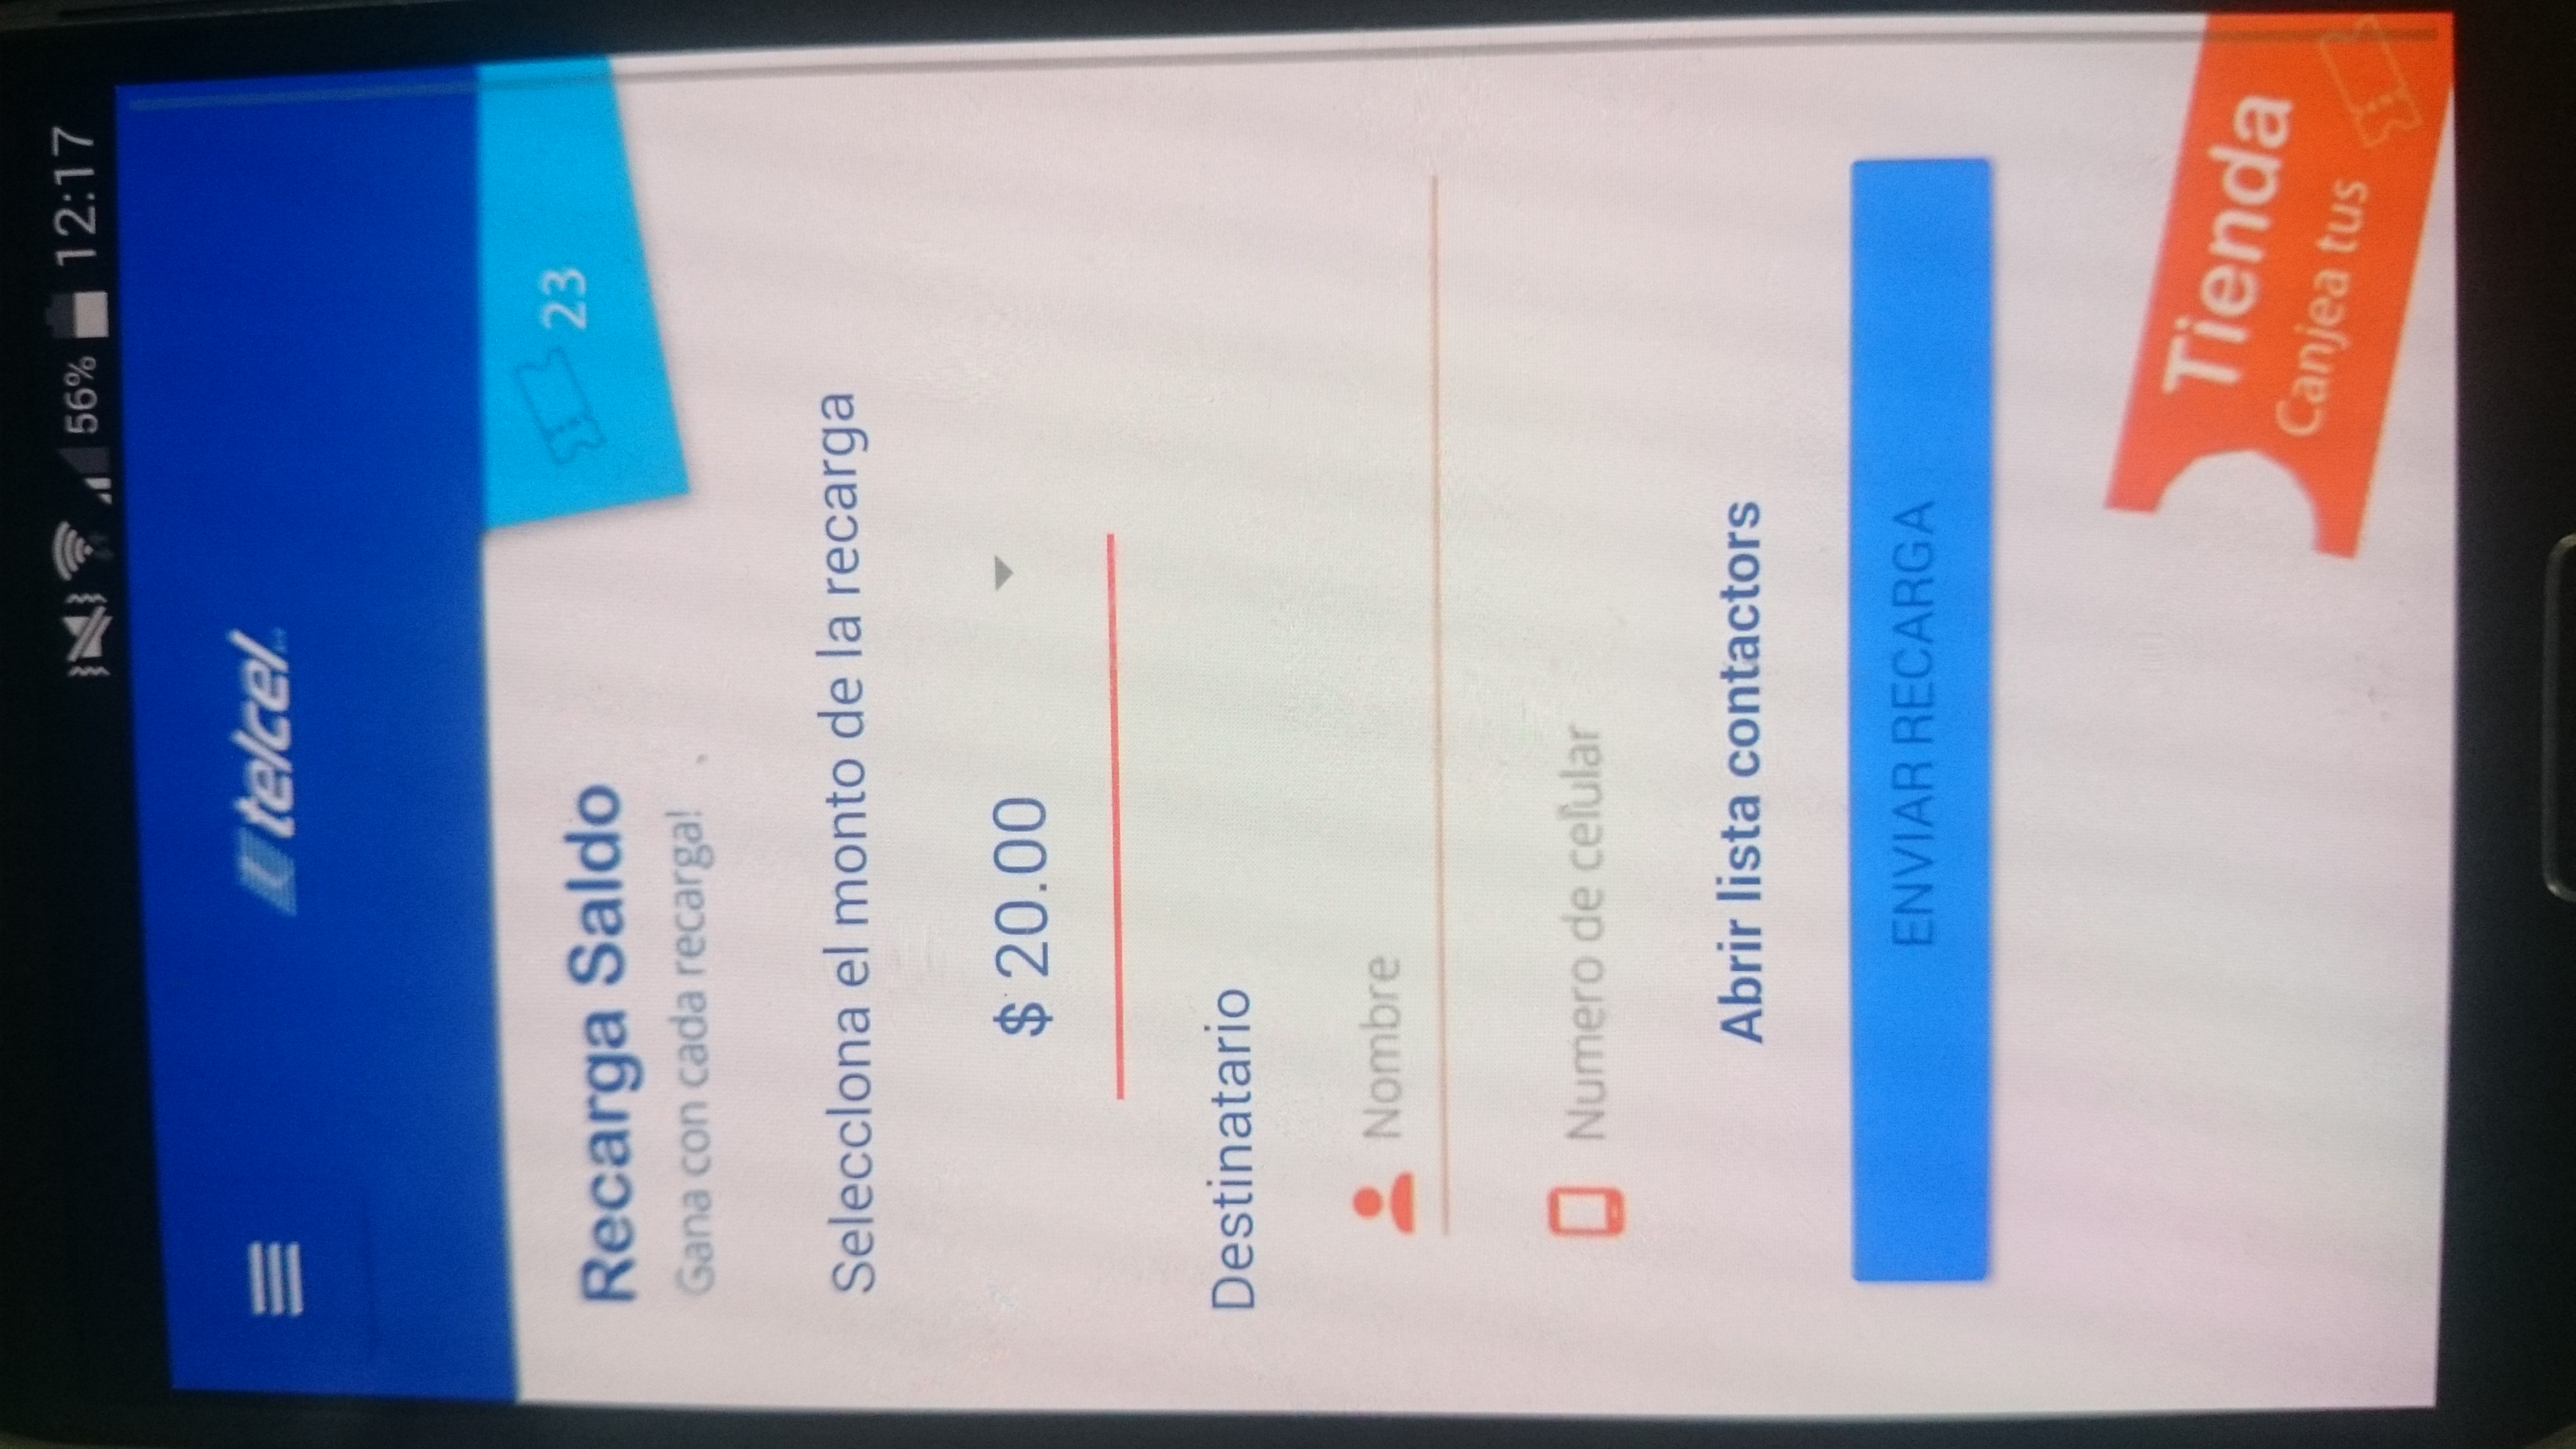 56% 12:17
telcel
23
Recarga Saldo
Gana con cada recarga!
Selecclona el monto de la recarga
$ 20.00
Destinatario
Nombre
Numero de celular
Abrir lista contactors
ENVIAR RECARGA
Tienda
Canjea tus